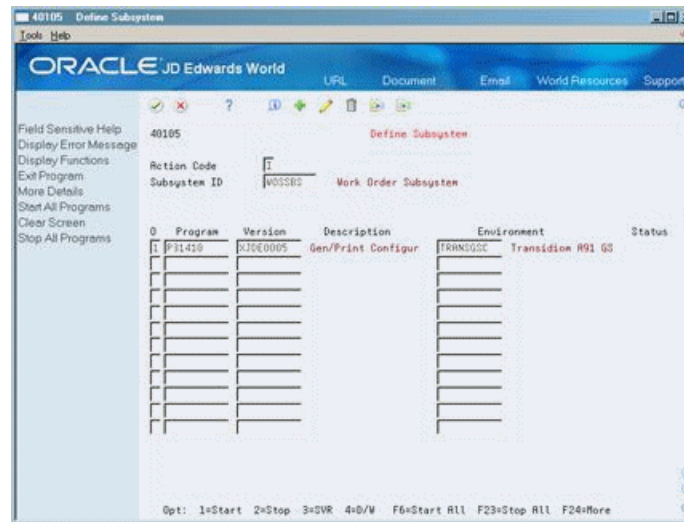 40105 Define Subsystem
Tools Help
ORACLE JD Edwards World
URL Document Email World Resources Support
Field Sensitive Help
Display Error Message
Display Functions
Exit Program
More Details
Start All Programs
Clear Screen
Stop All Programs
40105 Define Subsystem
Action Code I
Subsystem ID WOSSBS Work Order Subsystem
O Program Version Description Environment Status
1 P31410 XJDE0005 Gen/Print Configur TRANSGSC Transidiom A91 GS
Opt: 1=Start 2=Stop 3=SVR 4=D/W F6=Start All F23=Stop All F24=More